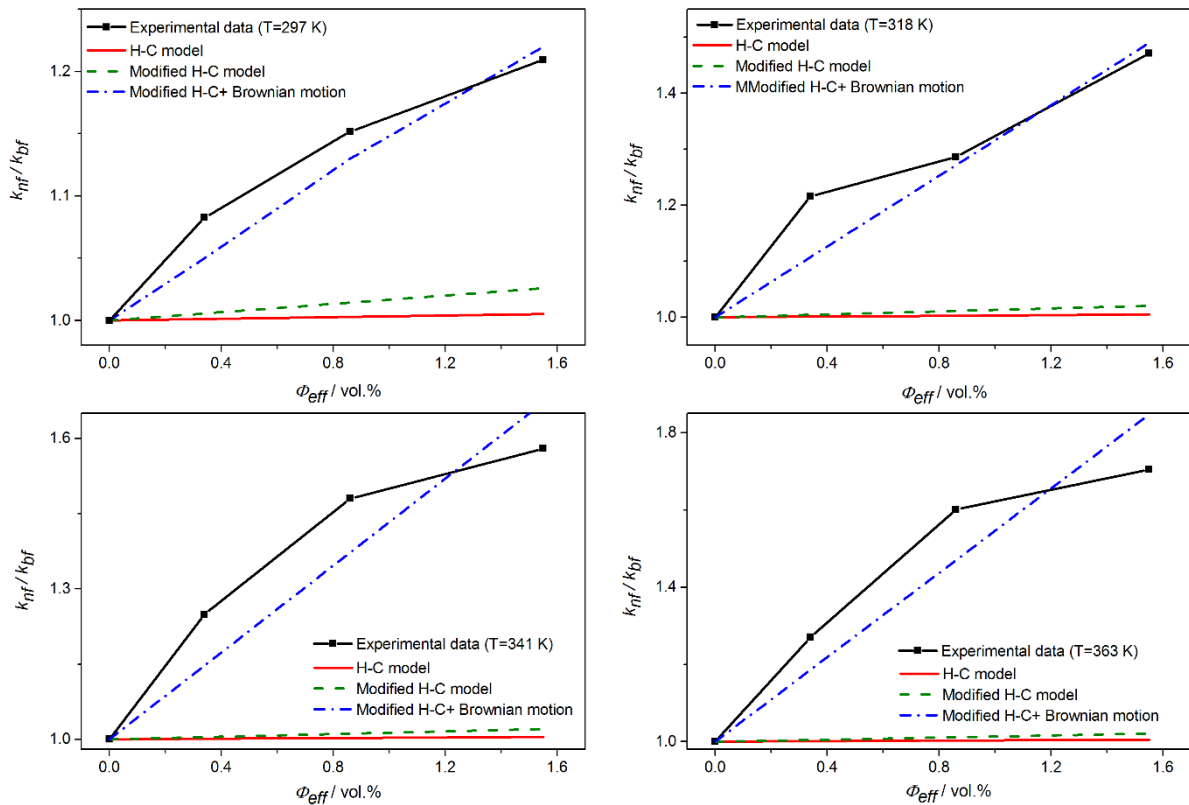 Experimental data (T=297 K)
H-C model
Modified H-C model
Modified H-C+ Brownian motion
1.2
1.1
1.0
k_nf / k_bf
0.0 0.4 0.8 1.2 1.6
Φ_eff / vol.%
Experimental data (T=318 K)
H-C model
Modified H-C model
MModified H-C+ Brownian motion
1.4
1.2
1.0
k_nf / k_bf
0.0 0.4 0.8 1.2 1.6
Φ_eff / vol.%
1.6
1.3
1.0
k_nf / k_bf
Experimental data (T=341 K)
H-C model
Modified H-C model
Modified H-C+ Brownian motion
0.0 0.4 0.8 1.2 1.6
Φ_eff / vol.%
1.8
1.4
1.0
k_nf / k_bf
Experimental data (T=363 K)
H-C model
Modified H-C model
Modified H-C+ Brownian motion
0.0 0.4 0.8 1.2 1.6
Φ_eff / vol.%